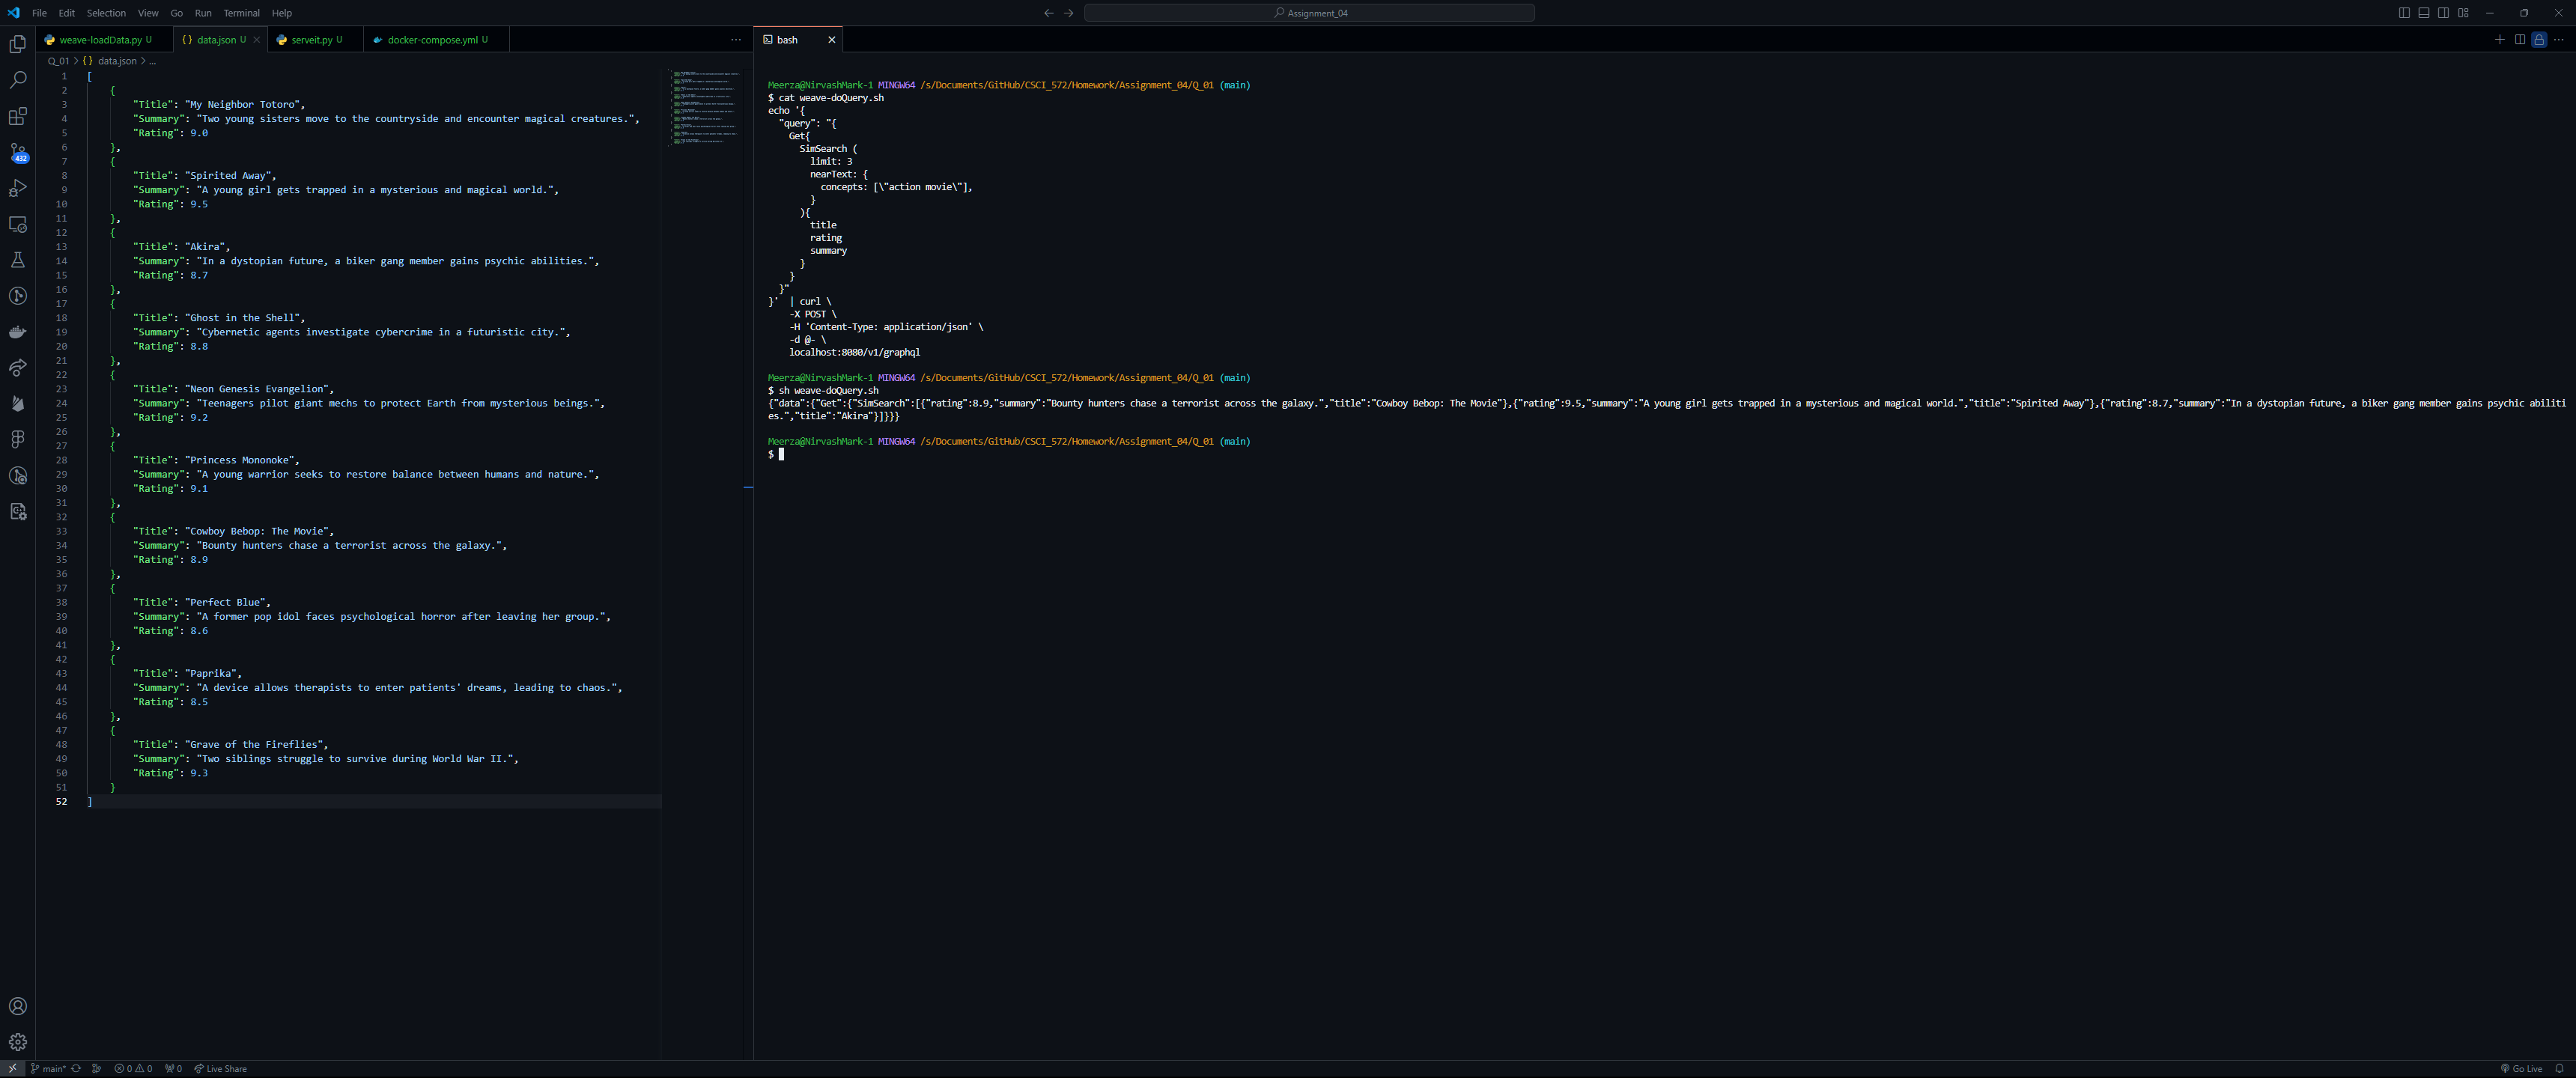 File Edit Selection View Go Run Terminal Help
Assignment_04
weave-loadData.py U
data.json U
serveit.py U
docker-compose.yml U
bash
Q_01 > {} data.json > ...
1 [
2 {
3 "Title": "My Neighbor Totoro",
4 "Summary": "Two young sisters move to the countryside and encounter magical creatures.",
5 "Rating": 9.0
6 },
7 {
8 "Title": "Spirited Away",
9 "Summary": "A young girl gets trapped in a mysterious and magical world.",
10 "Rating": 9.5
11 },
12 {
13 "Title": "Akira",
14 "Summary": "In a dystopian future, a biker gang member gains psychic abilities.",
15 "Rating": 8.7
16 },
17 {
18 "Title": "Ghost in the Shell",
19 "Summary": "Cybernetic agents investigate cybercrime in a futuristic city.",
20 "Rating": 8.8
21 },
22 {
23 "Title": "Neon Genesis Evangelion",
24 "Summary": "Teenagers pilot giant mechs to protect Earth from mysterious beings.",
25 "Rating": 9.2
26 },
27 {
28 "Title": "Princess Mononoke",
29 "Summary": "A young warrior seeks to restore balance between humans and nature.",
30 "Rating": 9.1
31 },
32 {
33 "Title": "Cowboy Bebop: The Movie",
34 "Summary": "Bounty hunters chase a terrorist across the galaxy.",
35 "Rating": 8.9
36 },
37 {
38 "Title": "Perfect Blue",
39 "Summary": "A former pop idol faces psychological horror after leaving her group.",
40 "Rating": 8.6
41 },
42 {
43 "Title": "Paprika",
44 "Summary": "A device allows therapists to enter patients' dreams, leading to chaos.",
45 "Rating": 8.5
46 },
47 {
48 "Title": "Grave of the Fireflies",
49 "Summary": "Two siblings struggle to survive during World War II.",
50 "Rating": 9.3
51 }
52 ]
Meerza@NirvashMark-1 MINGW64 /s/Documents/GitHub/CSCI_572/Homework/Assignment_04/Q_01 (main)
$ cat weave-doQuery.sh
echo '{
"query": "{
Get{
SimSearch (
limit: 3
nearText: {
concepts: [\"action movie\"],
}
){
title
rating
summary
}
}
}"
}' | curl \
-X POST \
-H 'Content-Type: application/json' \
-d @- \
localhost:8080/v1/graphql
Meerza@NirvashMark-1 MINGW64 /s/Documents/GitHub/CSCI_572/Homework/Assignment_04/Q_01 (main)
$ sh weave-doQuery.sh
{"data":{"Get":{"SimSearch":[{"rating":8.9,"summary":"Bounty hunters chase a terrorist across the galaxy.","title":"Cowboy Bebop: The Movie"},{"rating":9.5,"summary":"A young girl gets trapped in a mysterious and magical world.","title":"Spirited Away"},{"rating":8.7,"summary":"In a dystopian future, a biker gang member gains psychic abiliti
es.","title":"Akira"}]}}}
Meerza@NirvashMark-1 MINGW64 /s/Documents/GitHub/CSCI_572/Homework/Assignment_04/Q_01 (main)
$
432
main* 0 0 0 Live Share
Go Live